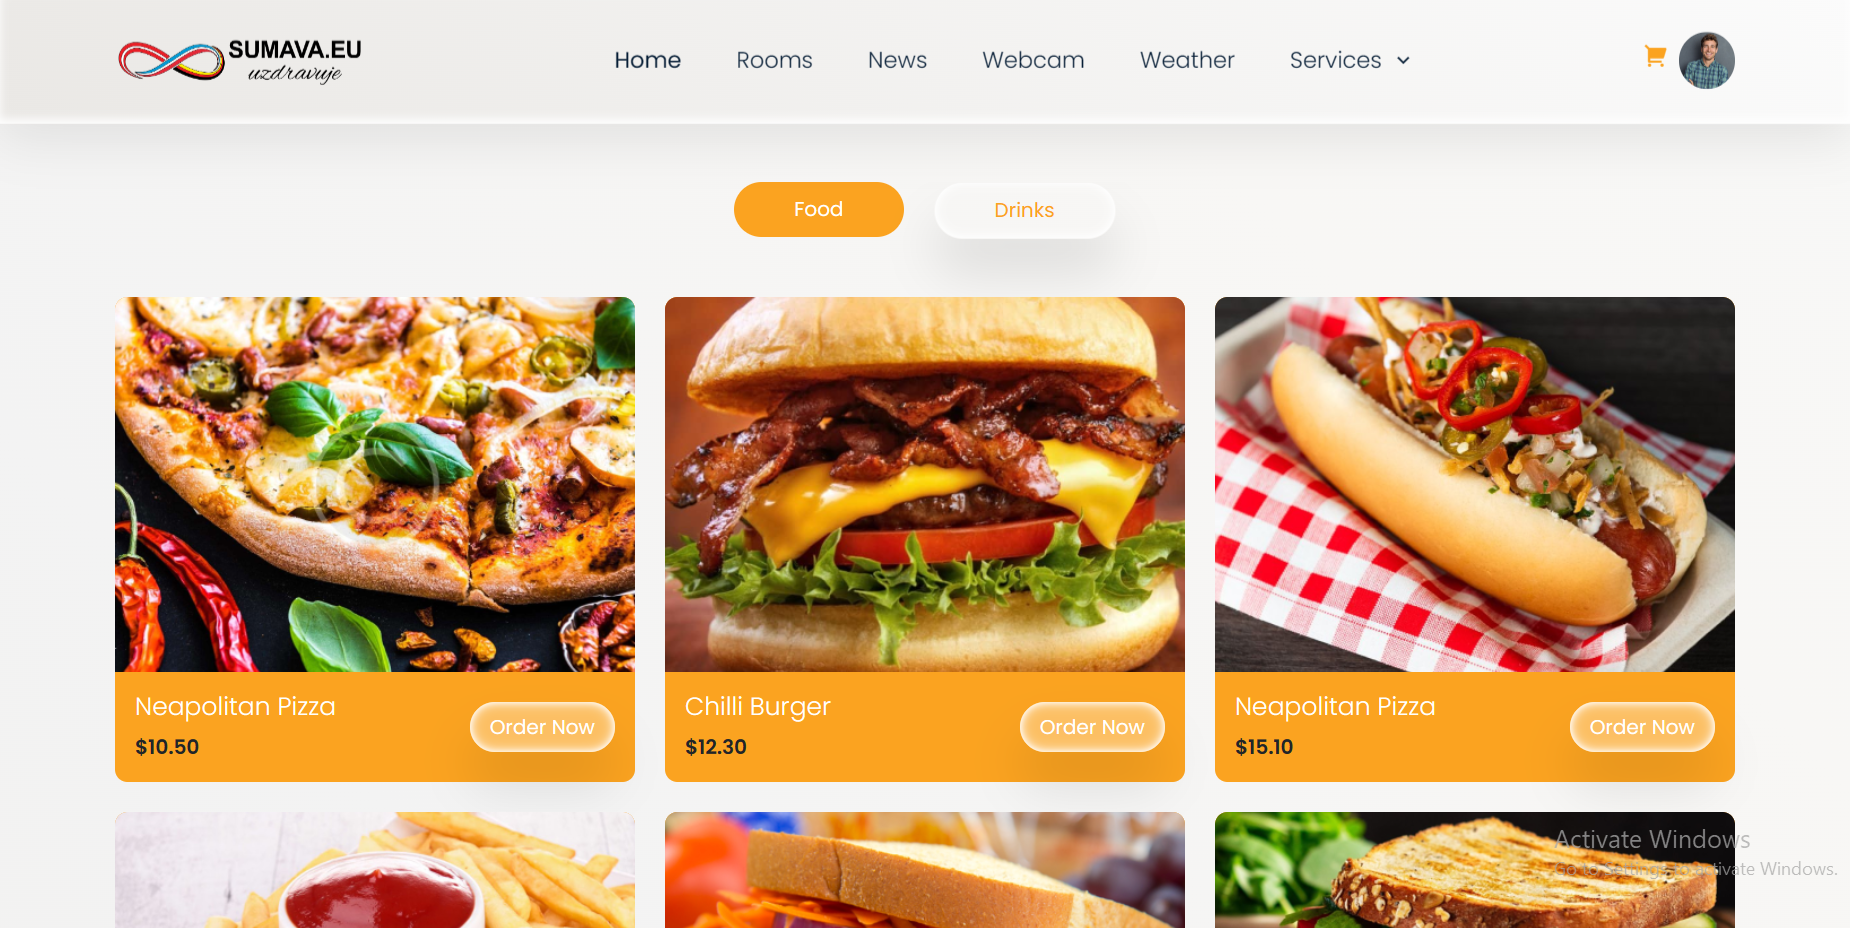 SUMAVA.EU
uzdravuje
Home Rooms News Webcam Weather Services
Food Drinks
Neapolitan Pizza
$10.50
Order Now
Chilli Burger
$12.30
Order Now
Neapolitan Pizza
$15.10
Order Now
Activate Windows
Go to Settings to activate Windows.